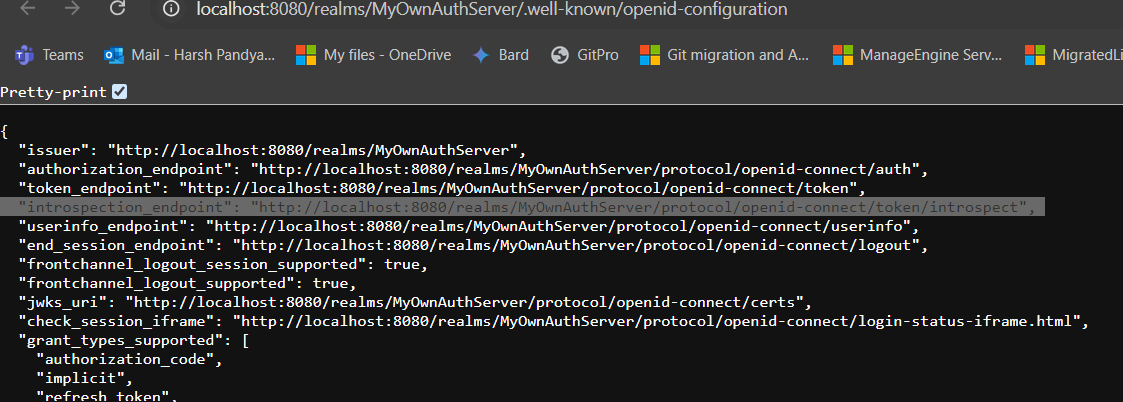 localhost:8080/realms/MyOwnAuthServer/.well-known/openid-configuration
Teams Mail - Harsh Pandya... My files - OneDrive Bard GitPro Git migration and A... ManageEngine Serv... MigratedLi
Pretty-print
{
"issuer": "http://localhost:8080/realms/MyOwnAuthServer",
"authorization_endpoint": "http://localhost:8080/realms/MyOwnAuthServer/protocol/openid-connect/auth",
"token_endpoint": "http://localhost:8080/realms/MyOwnAuthServer/protocol/openid-connect/token",
"introspection_endpoint": "http://localhost:8080/realms/MyOwnAuthServer/protocol/openid-connect/token/introspect",
"userinfo_endpoint": "http://localhost:8080/realms/MyOwnAuthServer/protocol/openid-connect/userinfo",
"end_session_endpoint": "http://localhost:8080/realms/MyOwnAuthServer/protocol/openid-connect/logout",
"frontchannel_logout_session_supported": true,
"frontchannel_logout_supported": true,
"jwks_uri": "http://localhost:8080/realms/MyOwnAuthServer/protocol/openid-connect/certs",
"check_session_iframe": "http://localhost:8080/realms/MyOwnAuthServer/protocol/openid-connect/login-status-iframe.html",
"grant_types_supported": [
"authorization_code",
"implicit",
"refresh_token",